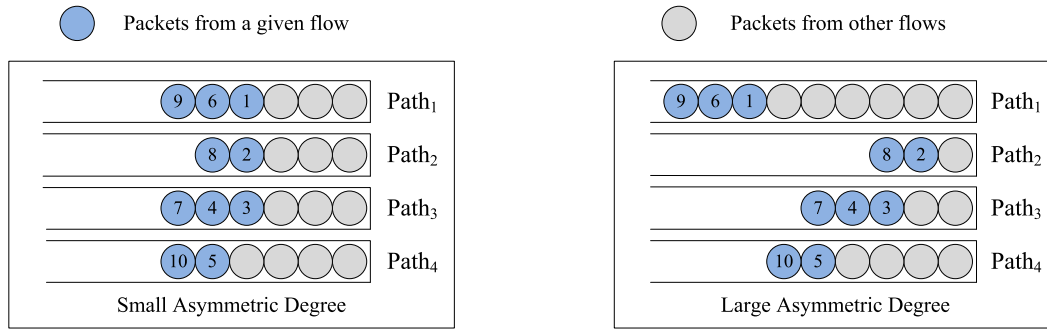 Packets from a given flow
Packets from other flows
9 6 1 Path1
8 2 Path2
7 4 3 Path3
10 5 Path4
Small Asymmetric Degree
9 6 1 Path1
8 2 Path2
7 4 3 Path3
10 5 Path4
Large Asymmetric Degree